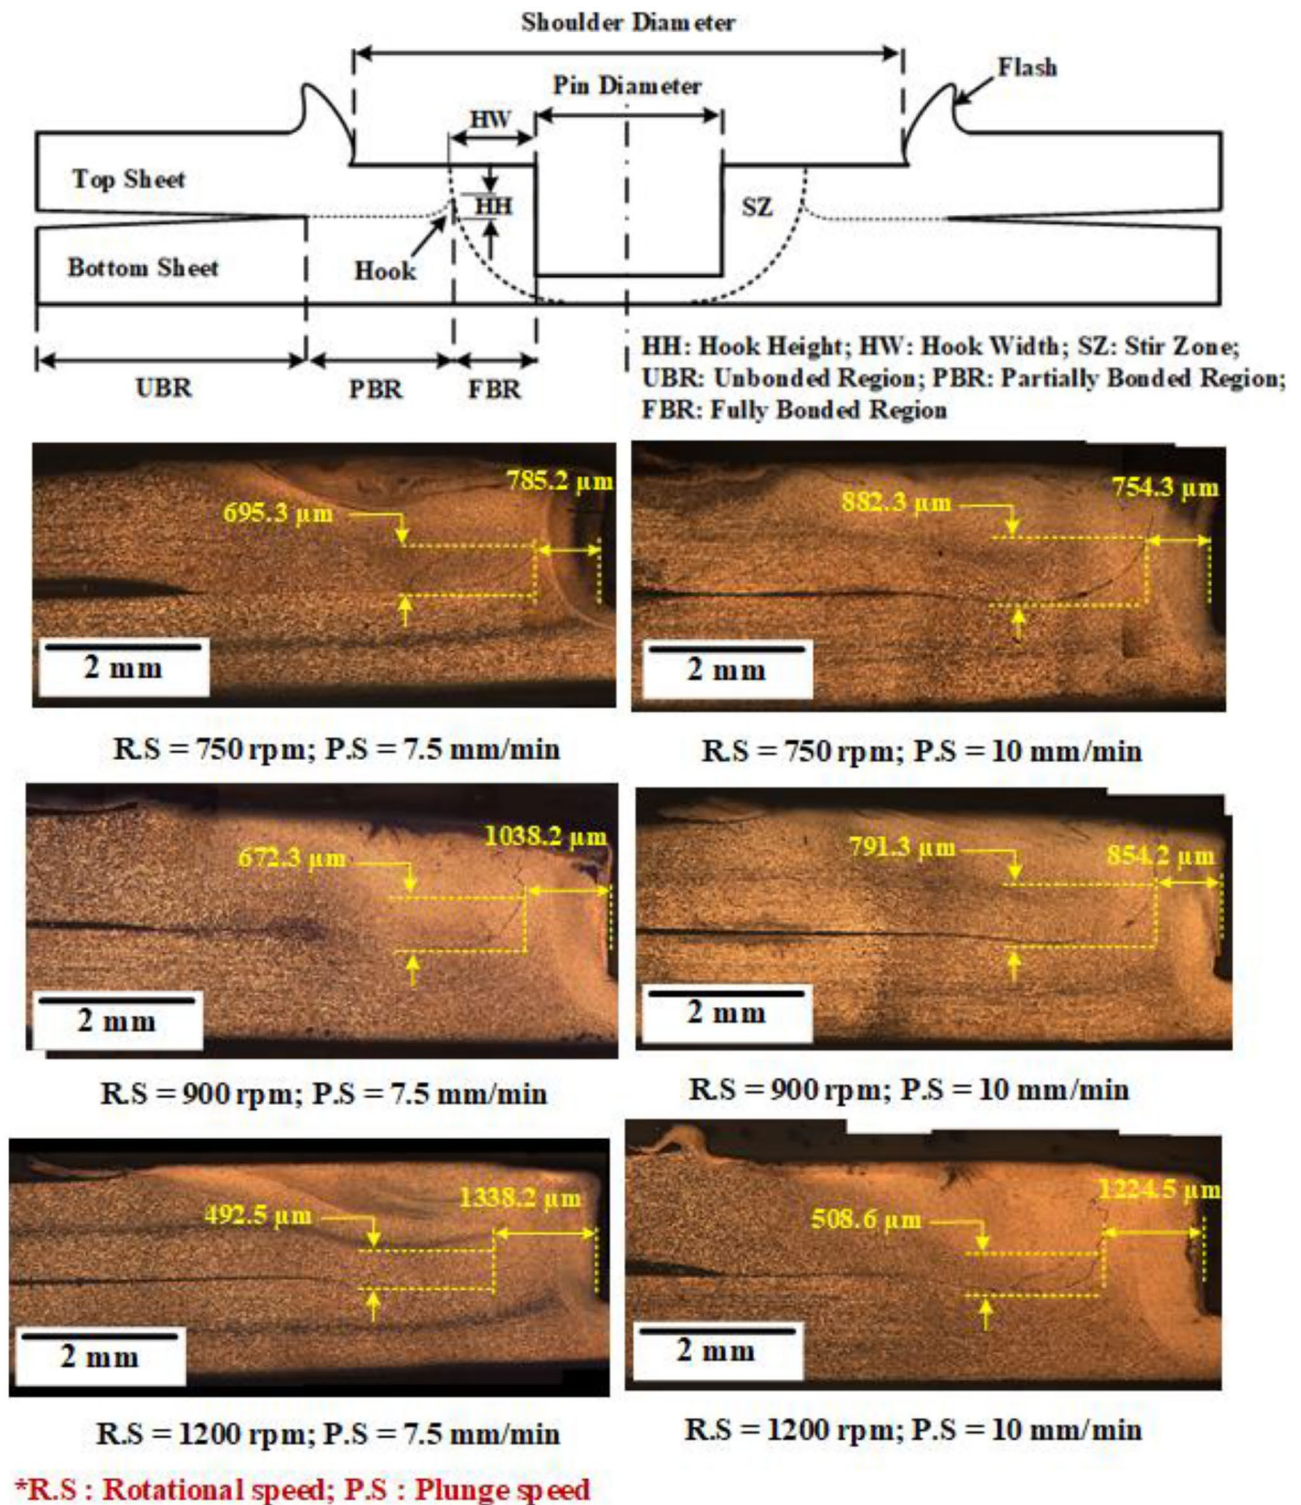 Shoulder Diameter
Pin Diameter
Flash
HW
Top Sheet
HH
SZ
Hook
Bottom Sheet
UBR
PBR
FBR
HH: Hook Height; HW: Hook Width; SZ: Stir Zone;
UBR: Unbonded Region; PBR: Partially Bonded Region;
FBR: Fully Bonded Region
785.2 µm
695.3 µm
2 mm
754.3 µm
882.3 µm
2 mm
R.S = 750 rpm; P.S = 7.5 mm/min
R.S = 750 rpm; P.S = 10 mm/min
1038.2 µm
672.3 µm
2 mm
791.3 µm
854.2 µm
2 mm
R.S = 900 rpm; P.S = 7.5 mm/min
R.S = 900 rpm; P.S = 10 mm/min
1338.2 µm
492.5 µm
2 mm
1224.5 µm
508.6 µm
2 mm
R.S = 1200 rpm; P.S = 7.5 mm/min
R.S = 1200 rpm; P.S = 10 mm/min
*R.S : Rotational speed; P.S : Plunge speed